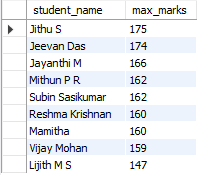 student_name max_marks
Jithu S 175
Jeevan Das 174
Jayanthi M 166
Mithun P R 162
Subin Sasikumar 162
Reshma Krishnan 160
Mamitha 160
Vijay Mohan 159
Lijith M S 147